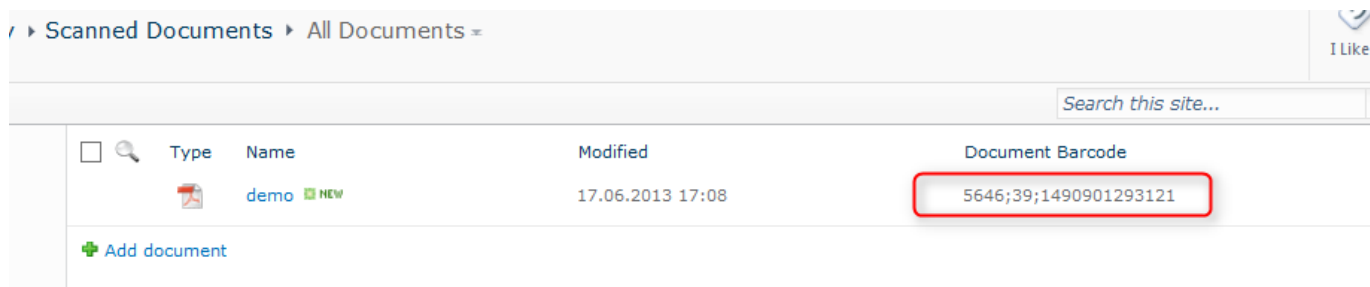 Scanned Documents All Documents
I Like
Search this site...
Type Name Modified Document Barcode
demo NEW 17.06.2013 17:08 5646;39;1490901293121
Add document